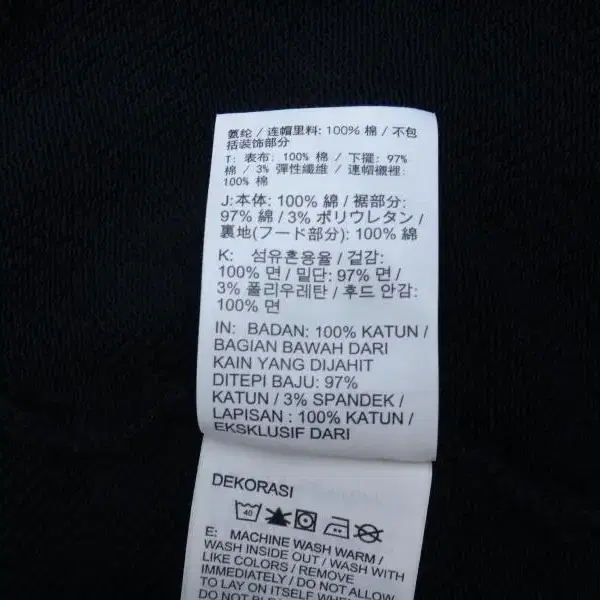 氨纶 / 连帽里料: 100% 棉 / 不包
括装饰部分
T: 表布: 100% 棉 / 下擺: 97%
棉 / 3% 彈性纖維 / 連帽襯裡:
100% 棉
J:本体: 100% 綿 / 裾部分:
97% 綿 / 3% ポリウレタン /
裏地(フード部分): 100% 綿
K: 섬유혼용율 / 겉감:
100% 면 / 밑단: 97% 면 /
3% 폴리우레탄 / 후드 안감:
100% 면
IN: BADAN: 100% KATUN /
BAGIAN BAWAH DARI
KAIN YANG DIJAHIT
DITEPI BAJU: 97%
KATUN / 3% SPANDEK /
LAPISAN : 100% KATUN /
EKSKLUSIF DARI
DEKORASI
40
E: MACHINE WASH WARM /
WASH INSIDE OUT / WASH WITH
LIKE COLORS / REMOVE
IMMEDIATELY / DO NOT ALLOW
TO LAY ON ITSELF WHEN
DO NOT